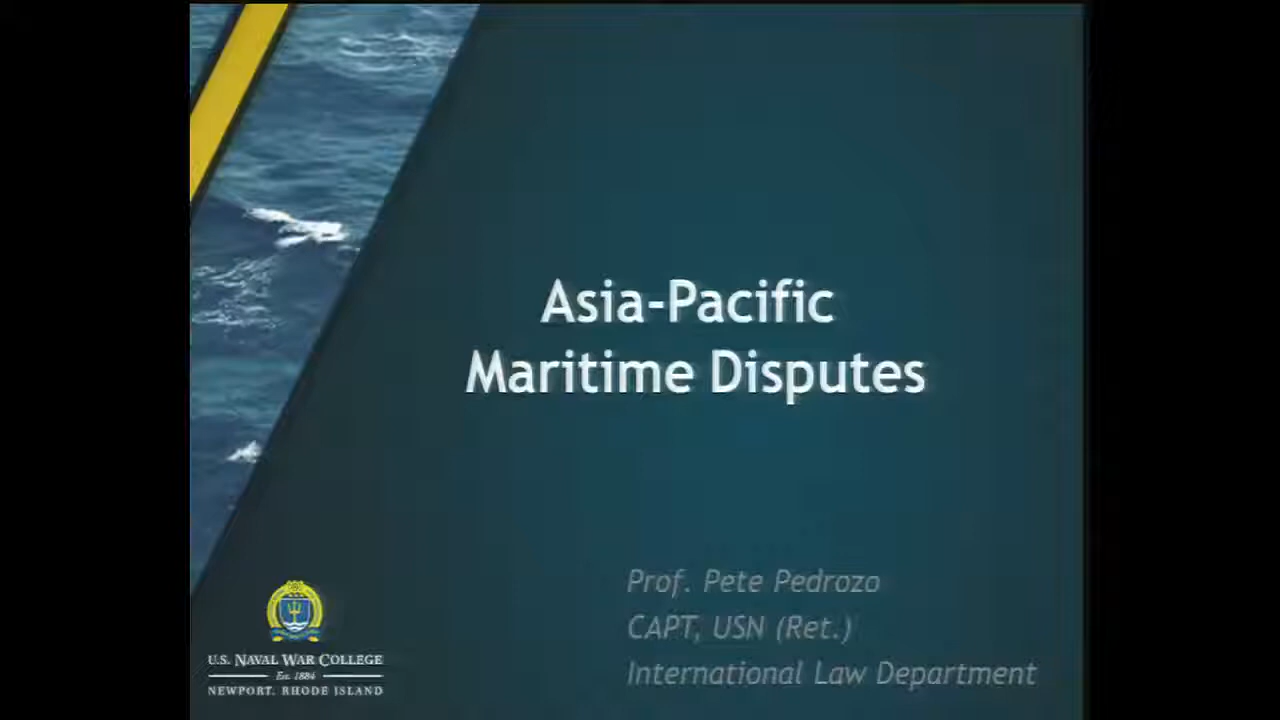 Asia-Pacific
Maritime Disputes
Prof. Pete Pedrozo
CAPT, USN (Ret.)
International Law Department
U.S. NAVAL WAR COLLEGE
Est. 1884
NEWPORT, RHODE ISLAND